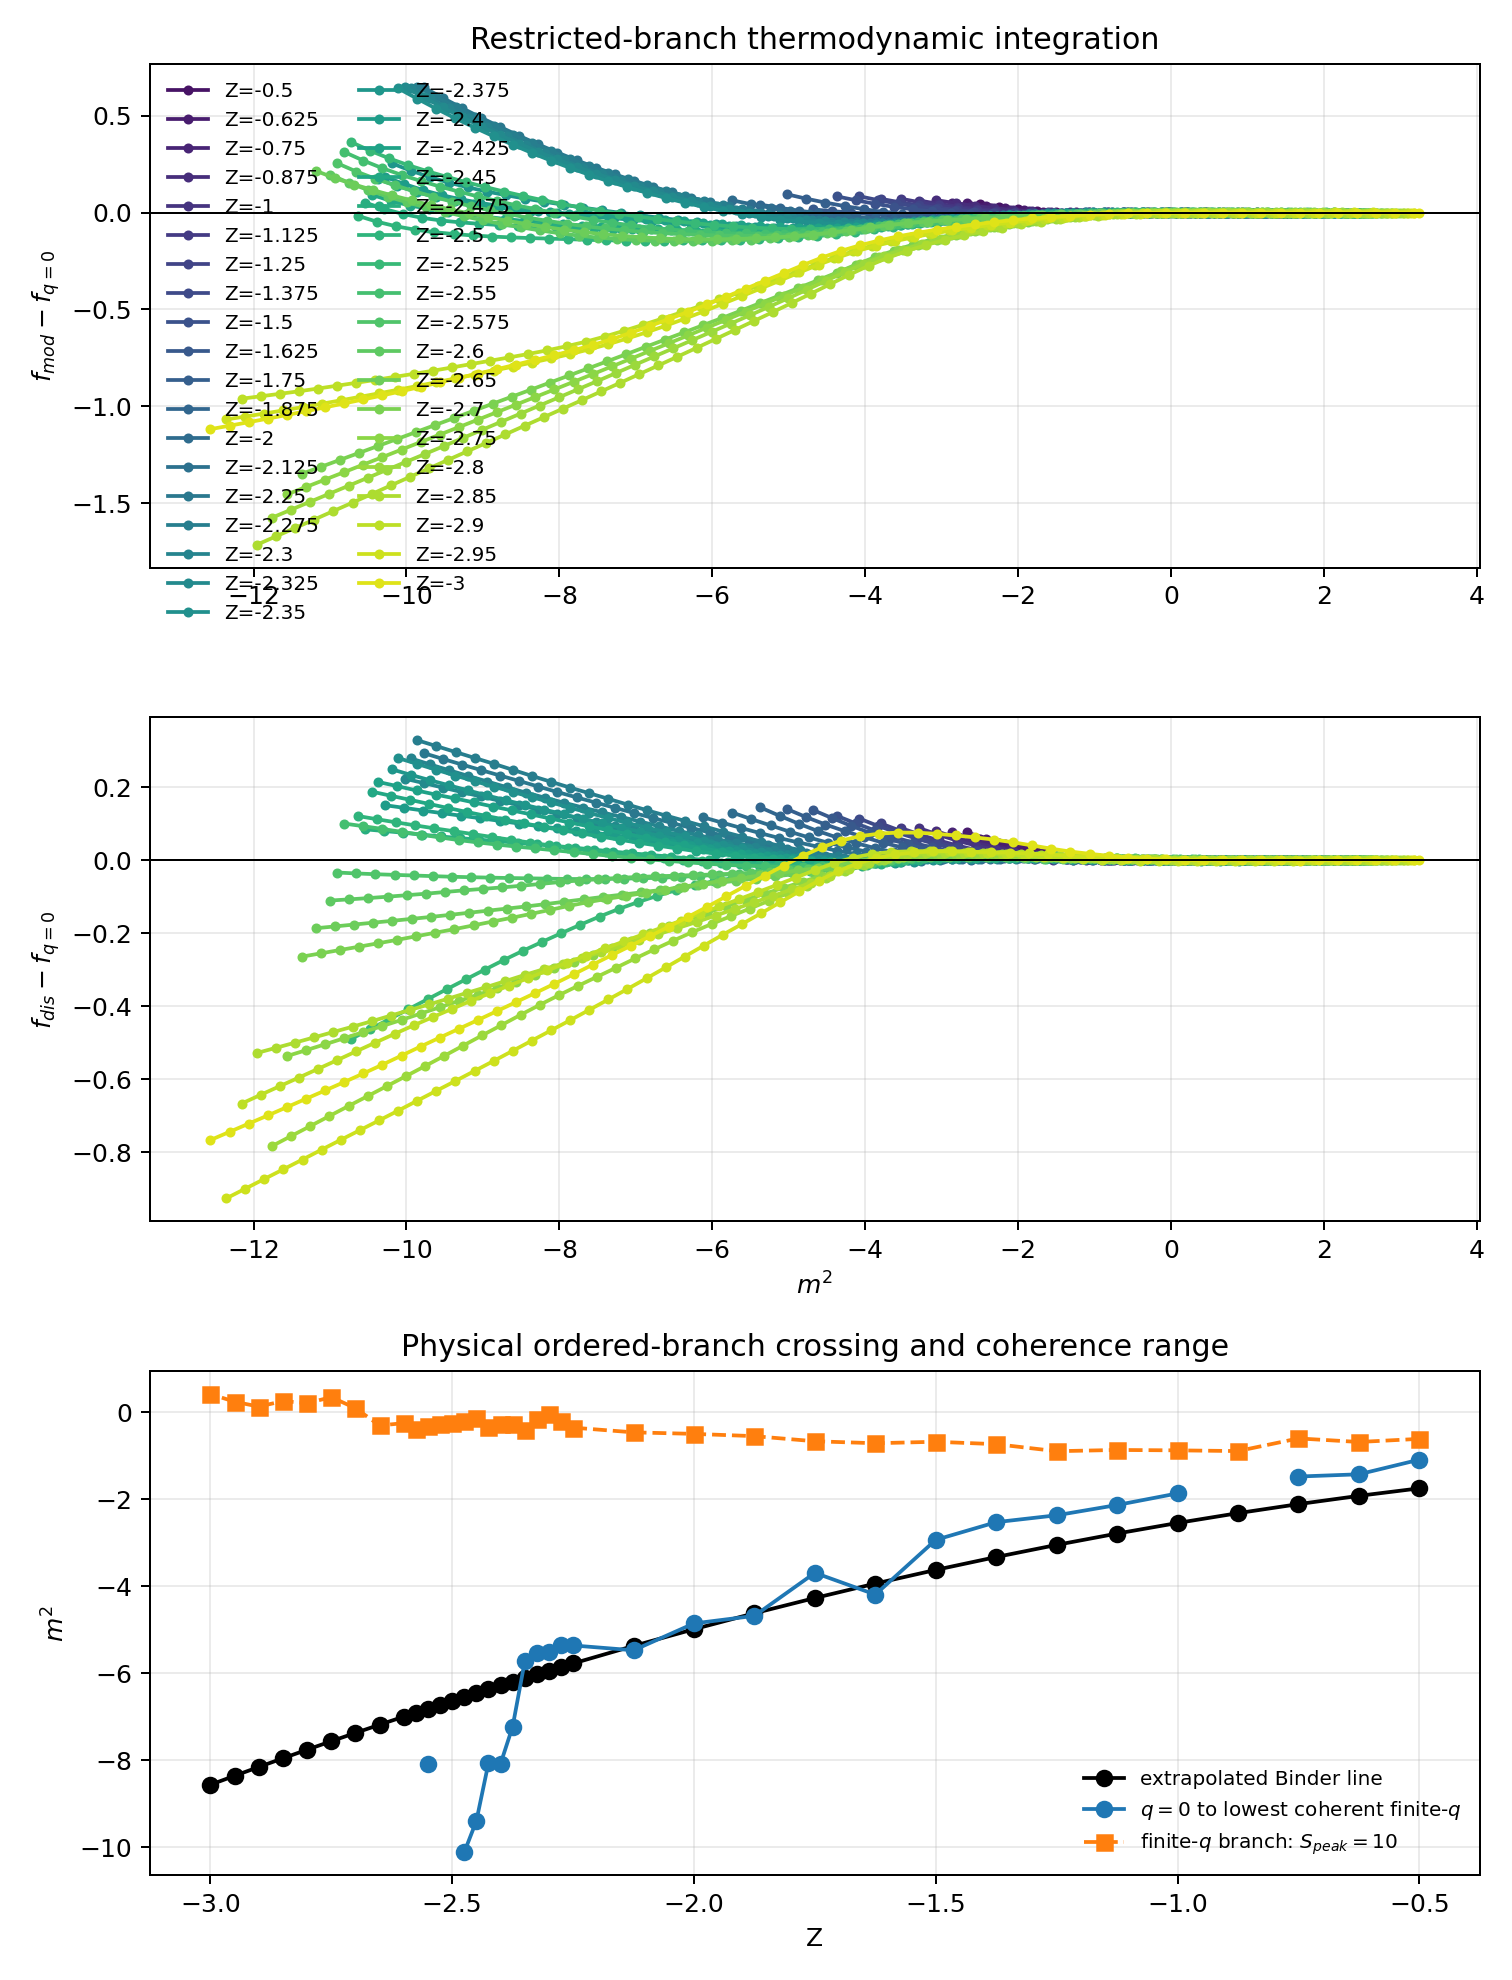 Restricted-branch thermodynamic integration
0.5
0.0
−0.5
−1.0
−1.5
f_{mod} − f_{q=0}
Z=-0.5
Z=-0.625
Z=-0.75
Z=-0.875
Z=-1
Z=-1.125
Z=-1.25
Z=-1.375
Z=-1.5
Z=-1.625
Z=-1.75
Z=-1.875
Z=-2
Z=-2.125
Z=-2.25
Z=-2.275
Z=-2.3
Z=-2.325
Z=-2.35
Z=-2.375
Z=-2.4
Z=-2.425
Z=-2.45
Z=-2.475
Z=-2.5
Z=-2.525
Z=-2.55
Z=-2.575
Z=-2.6
Z=-2.65
Z=-2.7
Z=-2.75
Z=-2.8
Z=-2.85
Z=-2.9
Z=-2.95
Z=-3
−12 −10 −8 −6 −4 −2 0 2 4
0.2
0.0
−0.2
−0.4
−0.6
−0.8
f_{dis} − f_{q=0}
−12 −10 −8 −6 −4 −2 0 2 4
m²
Physical ordered-branch crossing and coherence range
0
−2
−4
−6
−8
−10
m²
extrapolated Binder line
q = 0 to lowest coherent finite-q
finite-q branch: S_{peak} = 10
−3.0 −2.5 −2.0 −1.5 −1.0 −0.5
Z